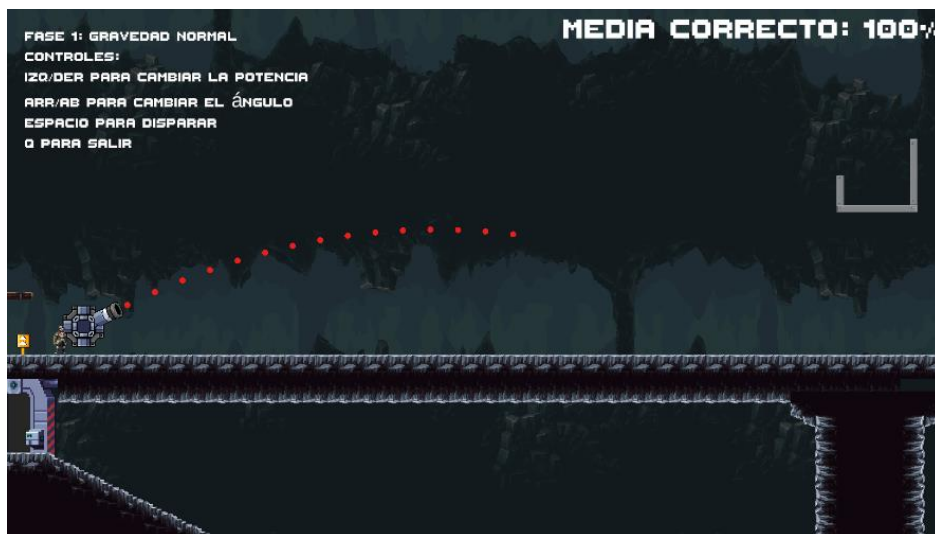 FASE 1: GRAVEDAD NORMAL
CONTROLES:
IZQ/DER PARA CAMBIAR LA POTENCIA
ARR/AB PARA CAMBIAR EL ÁNGULO
ESPACIO PARA DISPARAR
Q PARA SALIR
MEDIA CORRECTO: 100%